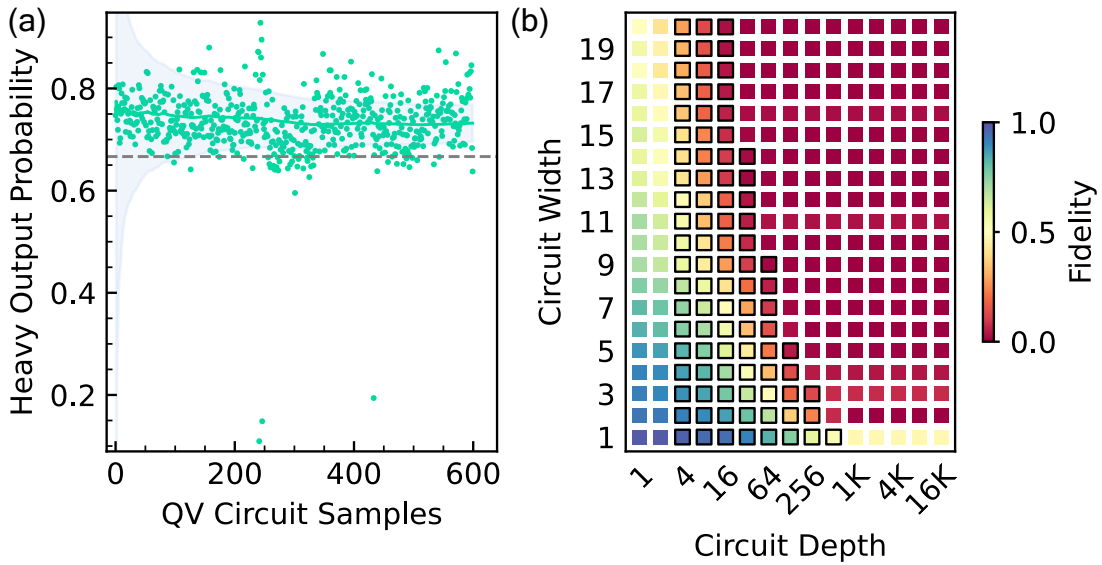 (a)
Heavy Output Probability
0.8
0.6
0.4
0.2
0
200
400
600
QV Circuit Samples
(b)
Circuit Width
19
17
15
13
11
9
7
5
3
1
1
4
16
64
256
1K
4K
16K
Circuit Depth
1.0
0.5
0.0
Fidelity